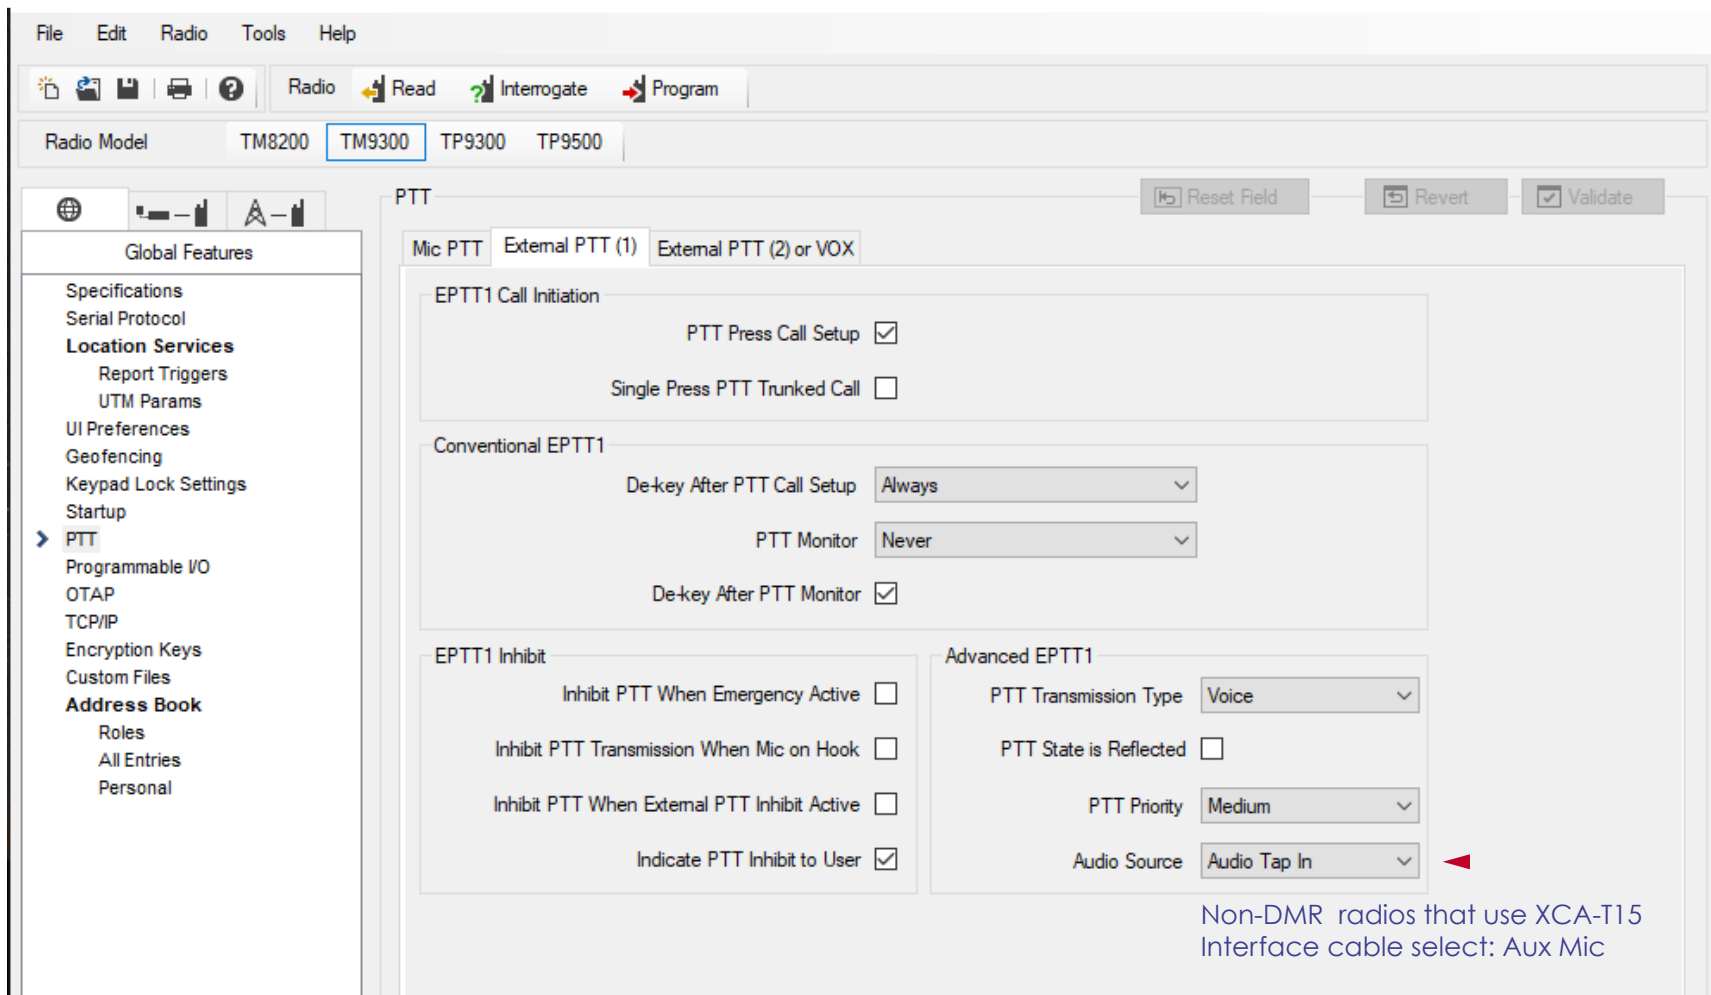 File Edit Radio Tools Help
Radio Read Interrogate Program
Radio Model TM8200 TM9300 TP9300 TP9500
Global Features
Specifications
Serial Protocol
Location Services
Report Triggers
UTM Params
UI Preferences
Geofencing
Keypad Lock Settings
Startup
PTT
Programmable I/O
OTAP
TCP/IP
Encryption Keys
Custom Files
Address Book
Roles
All Entries
Personal
PTT Reset Field Revert Validate
Mic PTT External PTT (1) External PTT (2) or VOX
EPTT1 Call Initiation
PTT Press Call Setup
Single Press PTT Trunked Call
Conventional EPTT1
De-key After PTT Call Setup Always
PTT Monitor Never
De-key After PTT Monitor
EPTT1 Inhibit
Inhibit PTT When Emergency Active
Inhibit PTT Transmission When Mic on Hook
Inhibit PTT When External PTT Inhibit Active
Indicate PTT Inhibit to User
Advanced EPTT1
PTT Transmission Type Voice
PTT State is Reflected
PTT Priority Medium
Audio Source Audio Tap In
Non-DMR radios that use XCA-T15
Interface cable select: Aux Mic